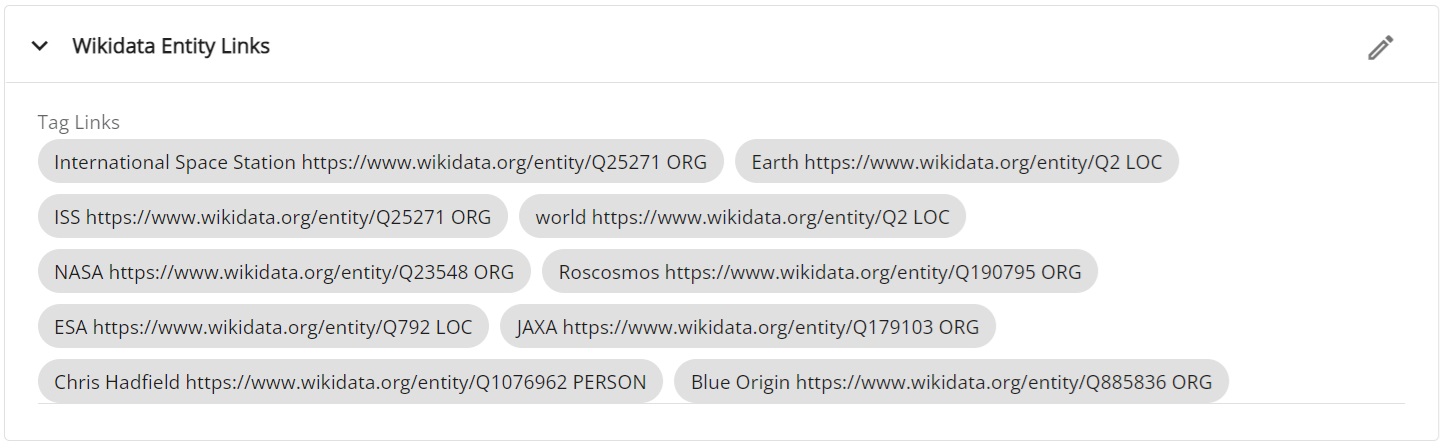 Wikidata Entity Links
Tag Links
International Space Station https://www.wikidata.org/entity/Q25271 ORG Earth https://www.wikidata.org/entity/Q2 LOC
ISS https://www.wikidata.org/entity/Q25271 ORG world https://www.wikidata.org/entity/Q2 LOC
NASA https://www.wikidata.org/entity/Q23548 ORG Roscosmos https://www.wikidata.org/entity/Q190795 ORG
ESA https://www.wikidata.org/entity/Q792 LOC JAXA https://www.wikidata.org/entity/Q179103 ORG
Chris Hadfield https://www.wikidata.org/entity/Q1076962 PERSON Blue Origin https://www.wikidata.org/entity/Q885836 ORG